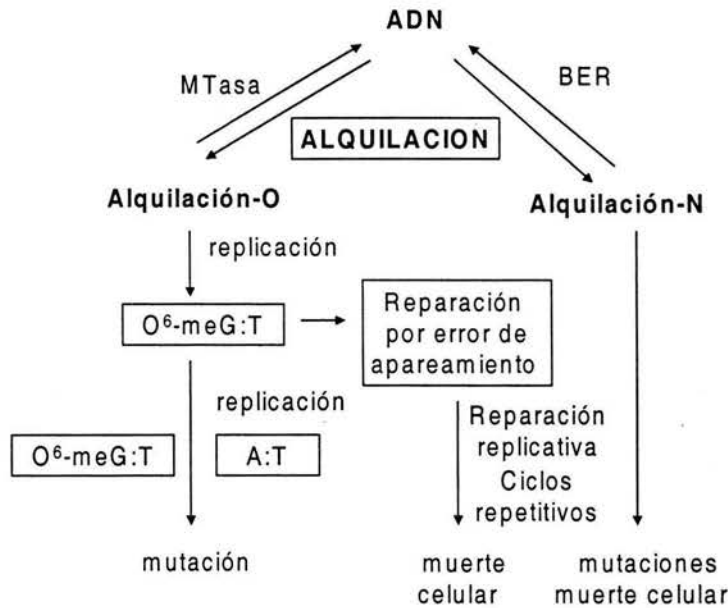 ADN
MTasa
BER
ALQUILACION
Alquilación-O
Alquilación-N
replicación
O⁶-meG:T
Reparación
por error de
apareamiento
replicación
O⁶-meG:T
A:T
Reparación
replicativa
Ciclos
repetitivos
mutación
muerte
celular
mutaciones
muerte celular